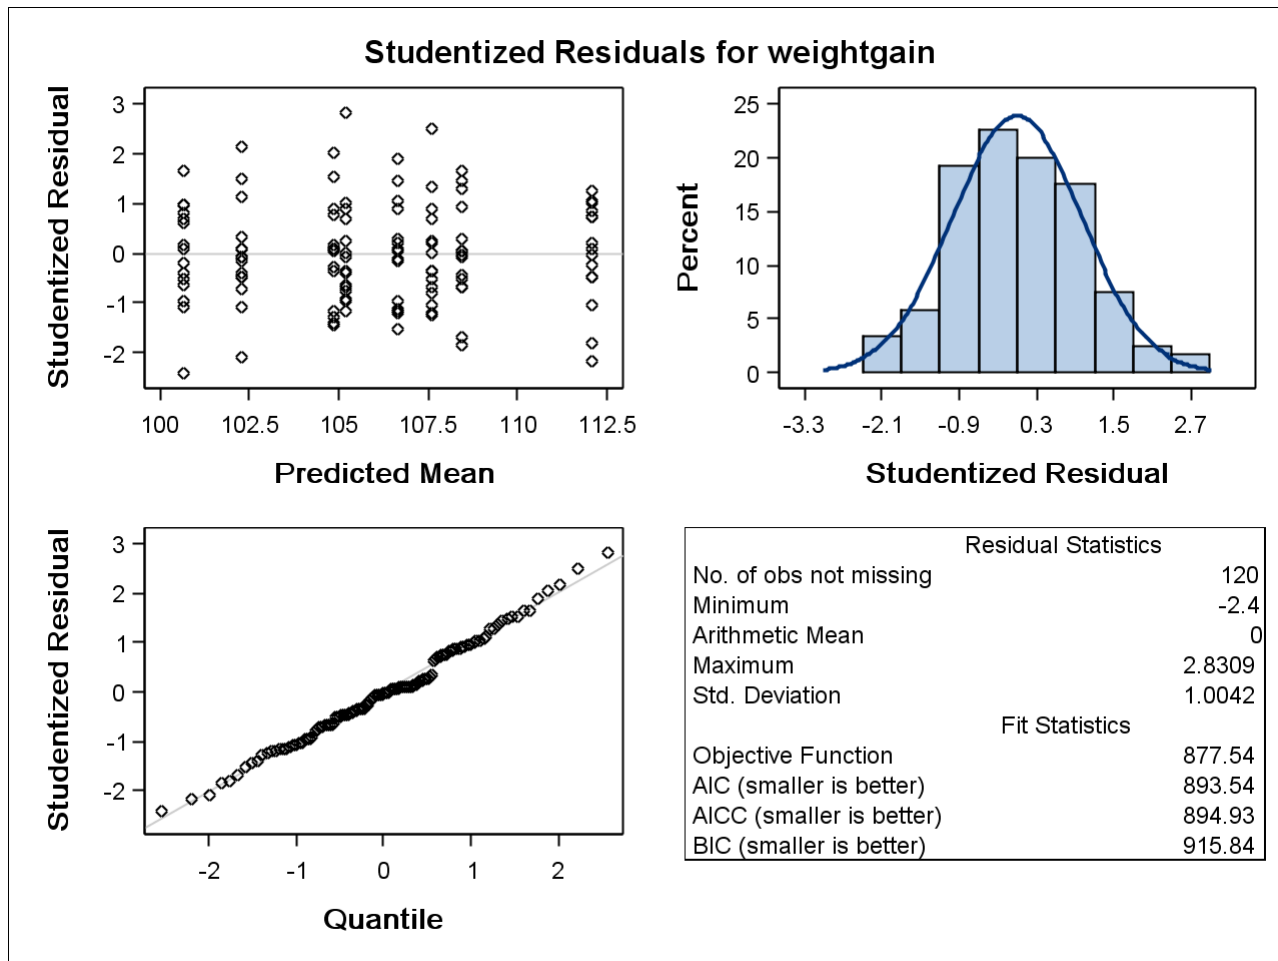 Studentized Residuals for weightgain
Studentized Residual
3
2
1
0
-1
-2
100 102.5 105 107.5 110 112.5
Predicted Mean
Percent
25
20
15
10
5
0
-3.3 -2.1 -0.9 0.3 1.5 2.7
Studentized Residual
Studentized Residual
3
2
1
0
-1
-2
-2 -1 0 1 2
Quantile
Residual Statistics
No. of obs not missing 120
Minimum -2.4
Arithmetic Mean 0
Maximum 2.8309
Std. Deviation 1.0042
Fit Statistics
Objective Function 877.54
AIC (smaller is better) 893.54
AICC (smaller is better) 894.93
BIC (smaller is better) 915.84